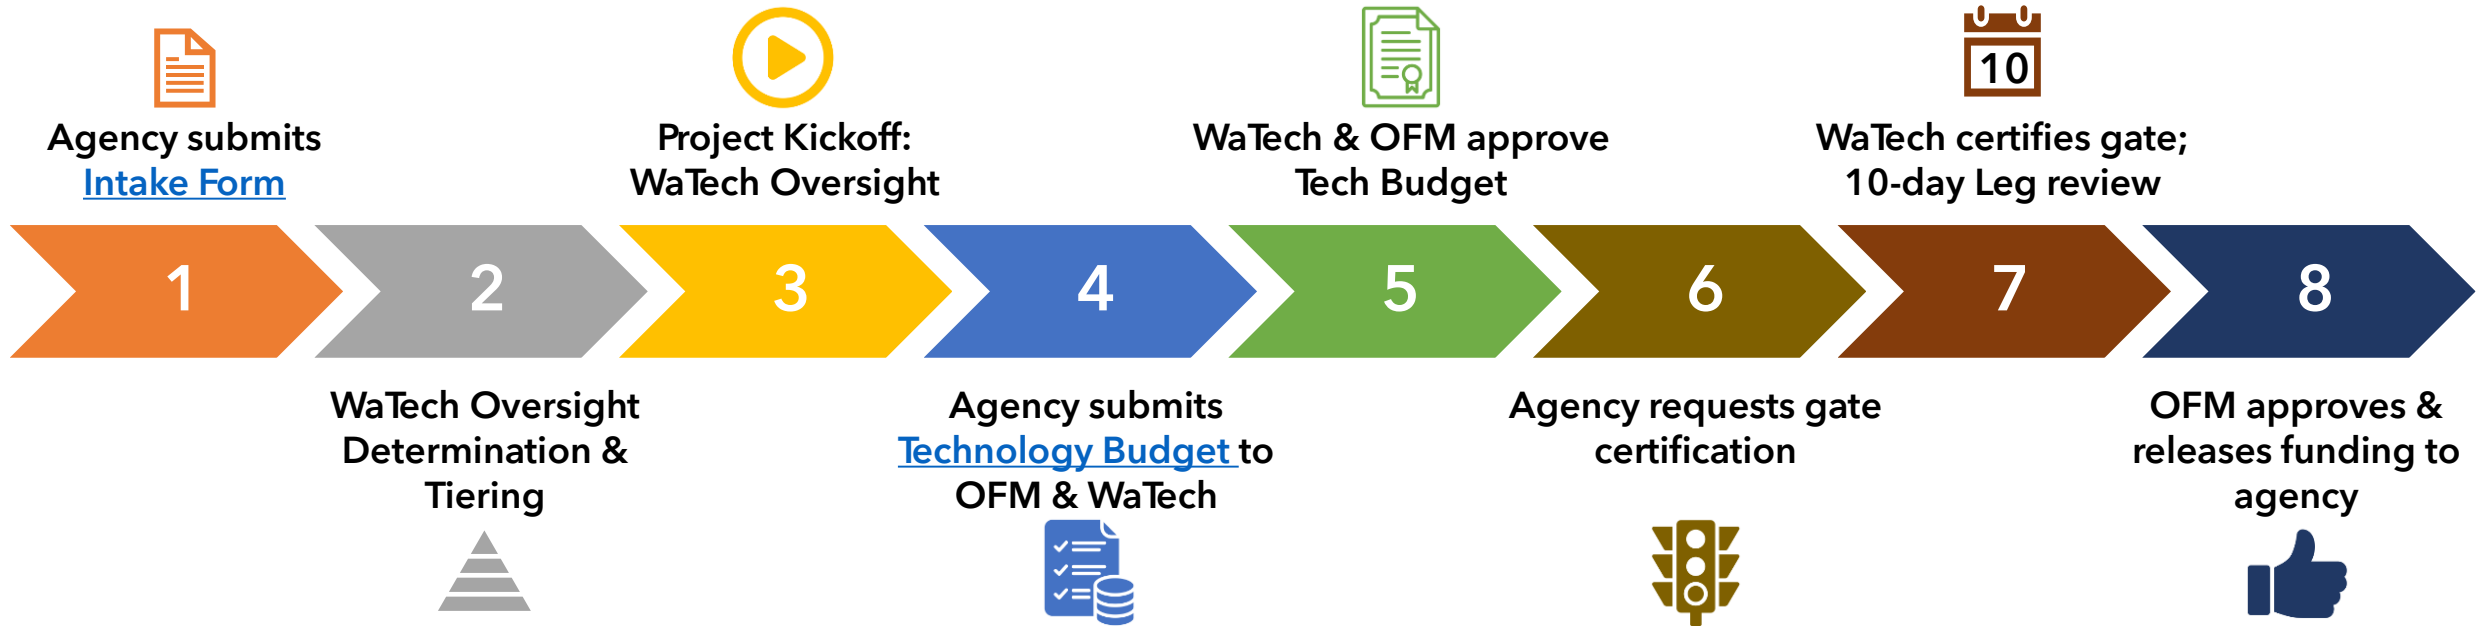 10
Agency submits
Intake Form
Project Kickoff:
WaTech Oversight
WaTech & OFM approve
Tech Budget
WaTech certifies gate;
10-day Leg review
1
2
3
4
5
6
7
8
WaTech Oversight
Determination &
Tiering
Agency submits
Technology Budget to
OFM & WaTech
Agency requests gate
certification
OFM approves &
releases funding to
agency